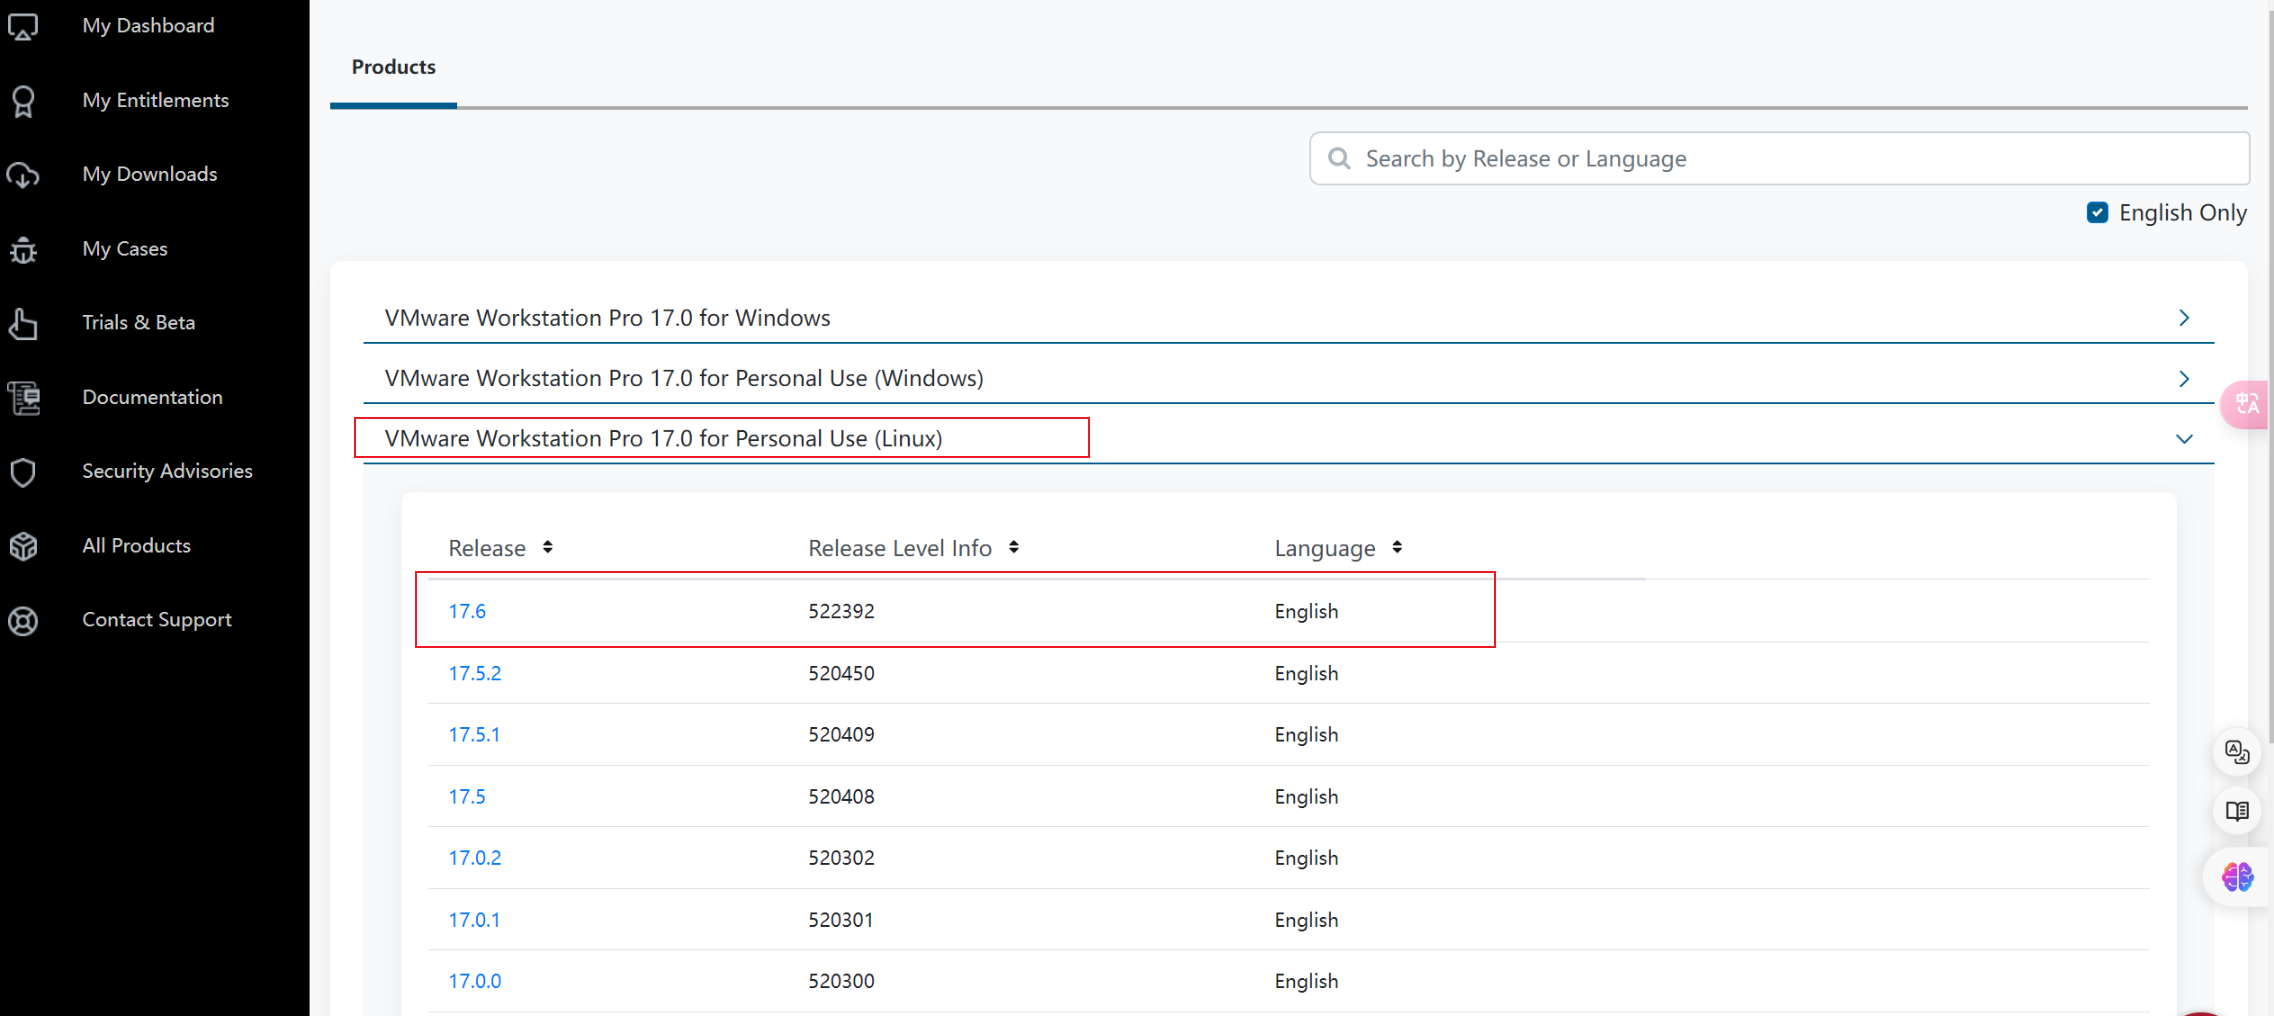 My Dashboard
My Entitlements
My Downloads
My Cases
Trials & Beta
Documentation
Security Advisories
All Products
Contact Support
Products
Search by Release or Language
English Only
VMware Workstation Pro 17.0 for Windows
VMware Workstation Pro 17.0 for Personal Use (Windows)
VMware Workstation Pro 17.0 for Personal Use (Linux)
Release Release Level Info Language
17.6 522392 English
17.5.2 520450 English
17.5.1 520409 English
17.5 520408 English
17.0.2 520302 English
17.0.1 520301 English
17.0.0 520300 English